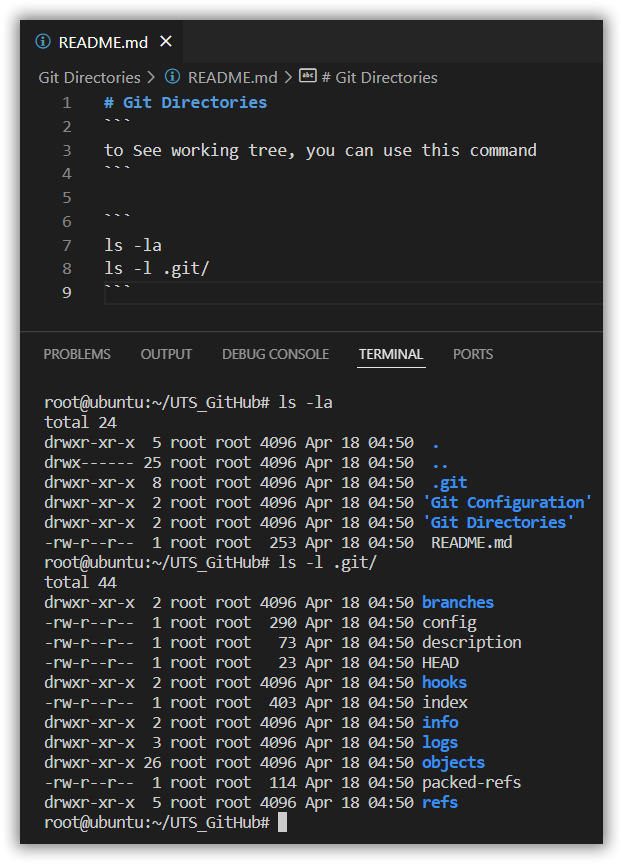 README.md
Git Directories > README.md > abc # Git Directories
1 # Git Directories
2 ```
3 to See working tree, you can use this command
4 ```
5
6 ```
7 ls -la
8 ls -l .git/
9 ```
PROBLEMS OUTPUT DEBUG CONSOLE TERMINAL PORTS
root@ubuntu:~/UTS_GitHub# ls -la
total 24
drwxr-xr-x  5 root root 4096 Apr 18 04:50  .
drwx------ 25 root root 4096 Apr 18 04:50  ..
drwxr-xr-x  8 root root 4096 Apr 18 04:50  .git
drwxr-xr-x  2 root root 4096 Apr 18 04:50 'Git Configuration'
drwxr-xr-x  2 root root 4096 Apr 18 04:50 'Git Directories'
-rw-r--r--  1 root root  253 Apr 18 04:50  README.md
root@ubuntu:~/UTS_GitHub# ls -l .git/
total 44
drwxr-xr-x  2 root root 4096 Apr 18 04:50 branches
-rw-r--r--  1 root root  290 Apr 18 04:50 config
-rw-r--r--  1 root root   73 Apr 18 04:50 description
-rw-r--r--  1 root root   23 Apr 18 04:50 HEAD
drwxr-xr-x  2 root root 4096 Apr 18 04:50 hooks
-rw-r--r--  1 root root  403 Apr 18 04:50 index
drwxr-xr-x  2 root root 4096 Apr 18 04:50 info
drwxr-xr-x  3 root root 4096 Apr 18 04:50 logs
drwxr-xr-x 26 root root 4096 Apr 18 04:50 objects
-rw-r--r--  1 root root  114 Apr 18 04:50 packed-refs
drwxr-xr-x  5 root root 4096 Apr 18 04:50 refs
root@ubuntu:~/UTS_GitHub#